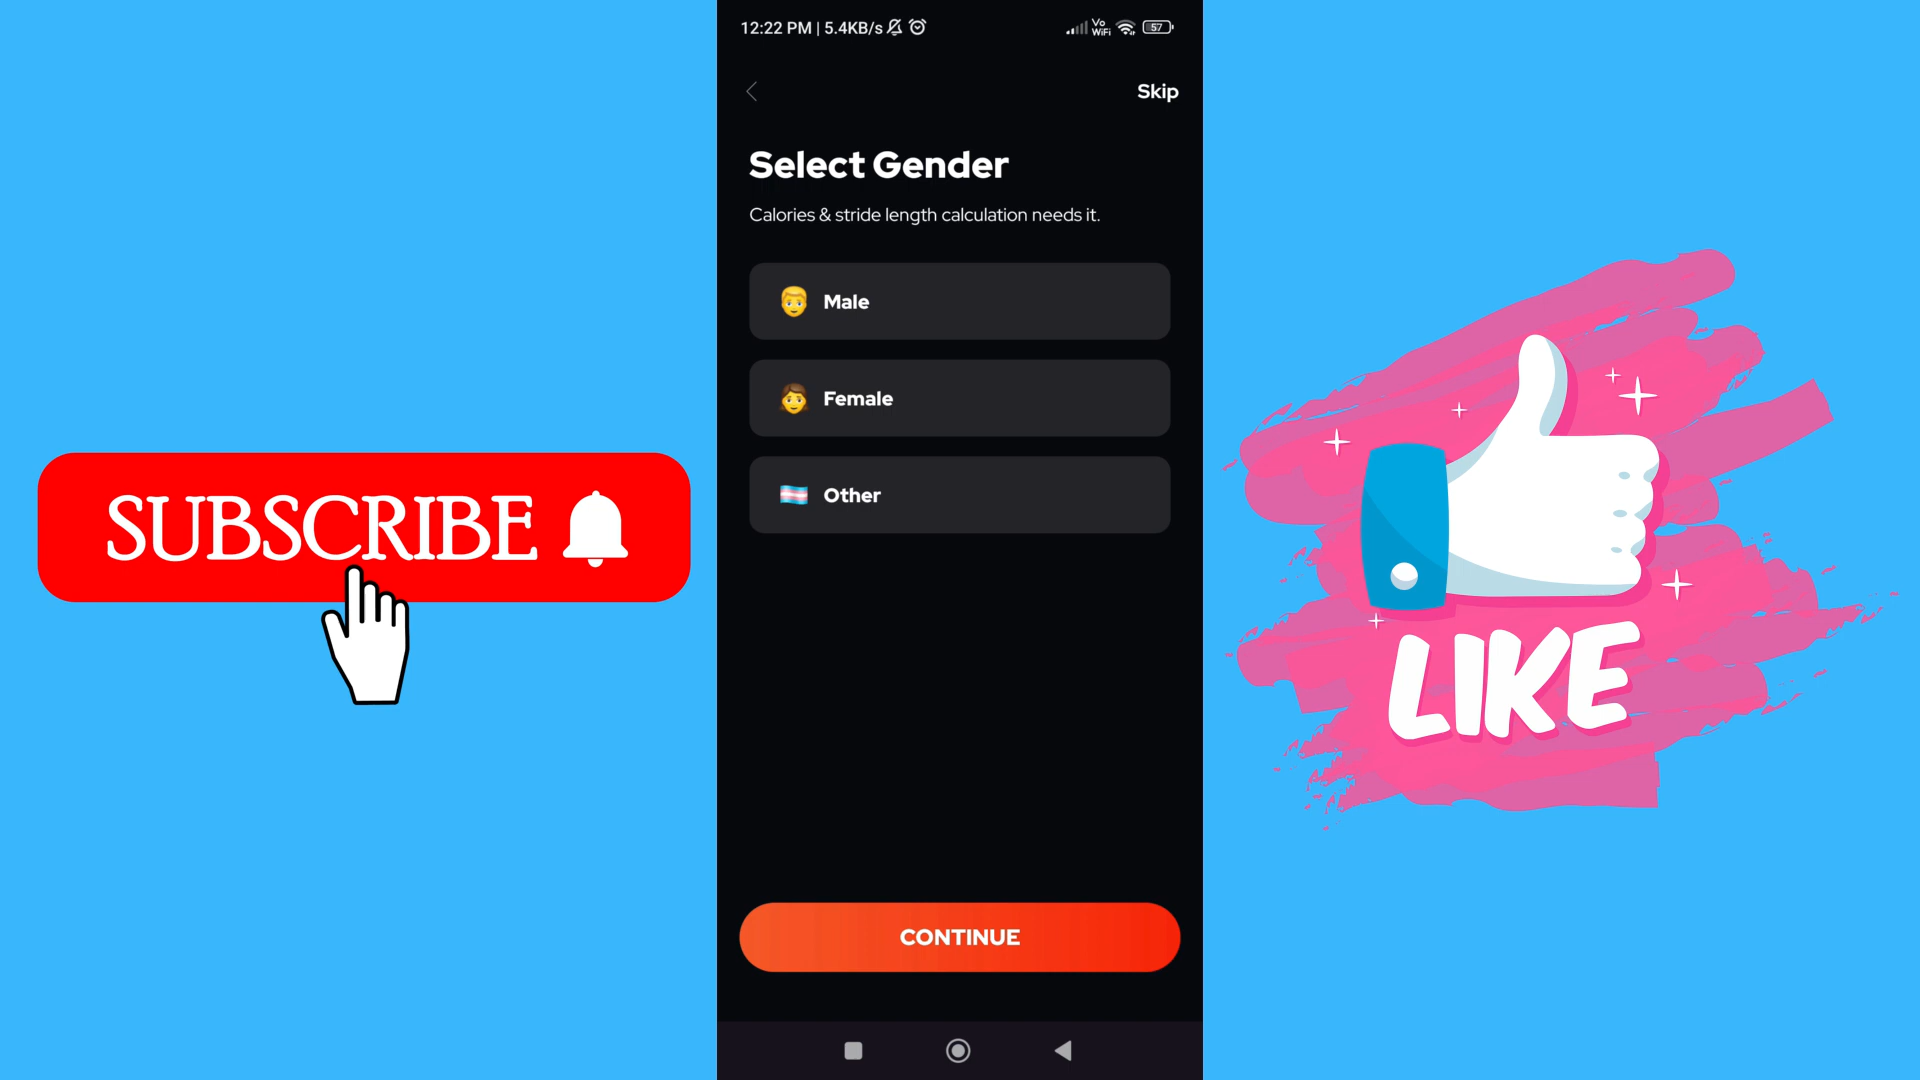 12:22 PM | 5.4KB/s
Vo
WiFi
57
Skip
Select Gender
Calories & stride length calculation needs it.
Male
Female
Other
SUBSCRIBE
LIKE
CONTINUE